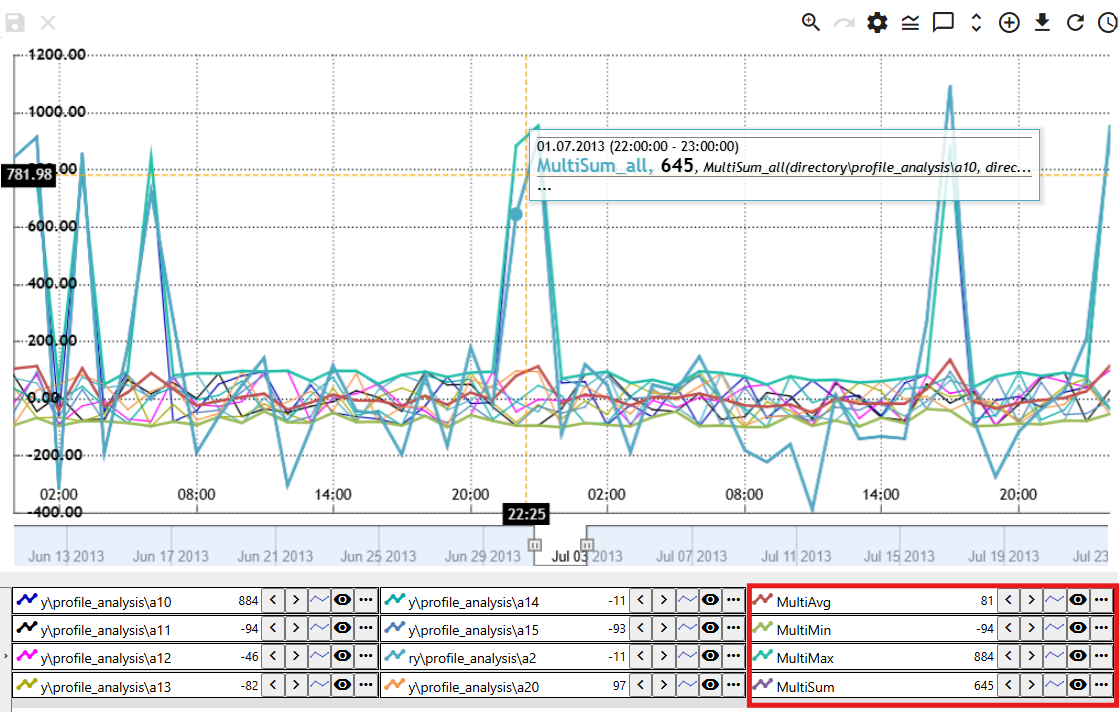 1200.00
1000.00
800.00
781.98
600.00
400.00
200.00
0.00
-200.00
-400.00
01.07.2013 (22:00:00 - 23:00:00)
MultiSum_all, 645, MultiSum_all(directory\profile_analysis\a10, direc...
...
02:00 08:00 14:00 20:00 02:00 08:00 14:00 20:00
22:25
Jun 13 2013 Jun 17 2013 Jun 21 2013 Jun 25 2013 Jun 29 2013 Jul 03 2013 Jul 07 2013 Jul 11 2013 Jul 15 2013 Jul 19 2013 Jul 23
y\profile_analysis\a10 884 y\profile_analysis\a14 -11 MultiAvg 81
y\profile_analysis\a11 -94 y\profile_analysis\a15 -93 MultiMin -94
y\profile_analysis\a12 -46 ry\profile_analysis\a2 -11 MultiMax 884
y\profile_analysis\a13 -82 y\profile_analysis\a20 97 MultiSum 645